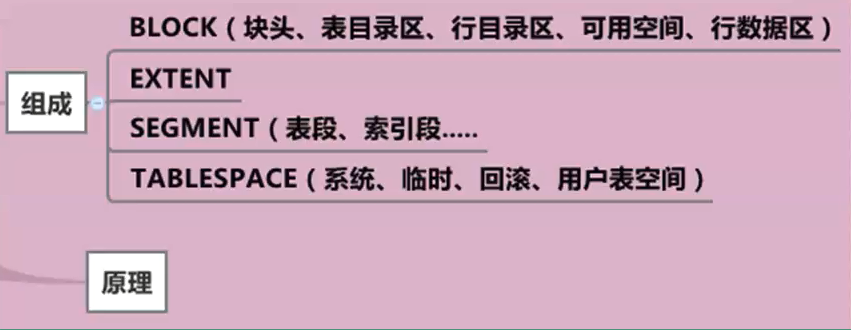 BLOCK（块头、表目录区、行目录区、可用空间、行数据区）
EXTENT
组成
SEGMENT（表段、索引段.....
TABLESPACE（系统、临时、回滚、用户表空间）
原理